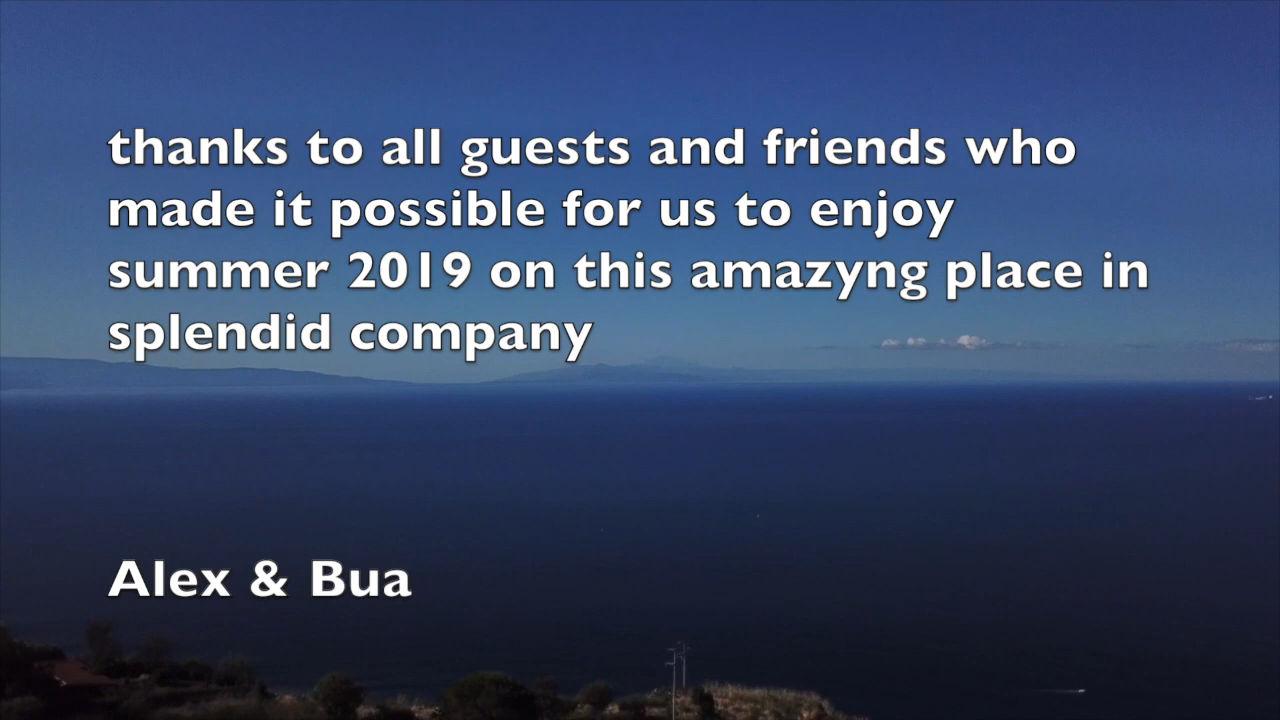 thanks to all guests and friends who
made it possible for us to enjoy
summer 2019 on this amazyng place in
splendid company
Alex & Bua